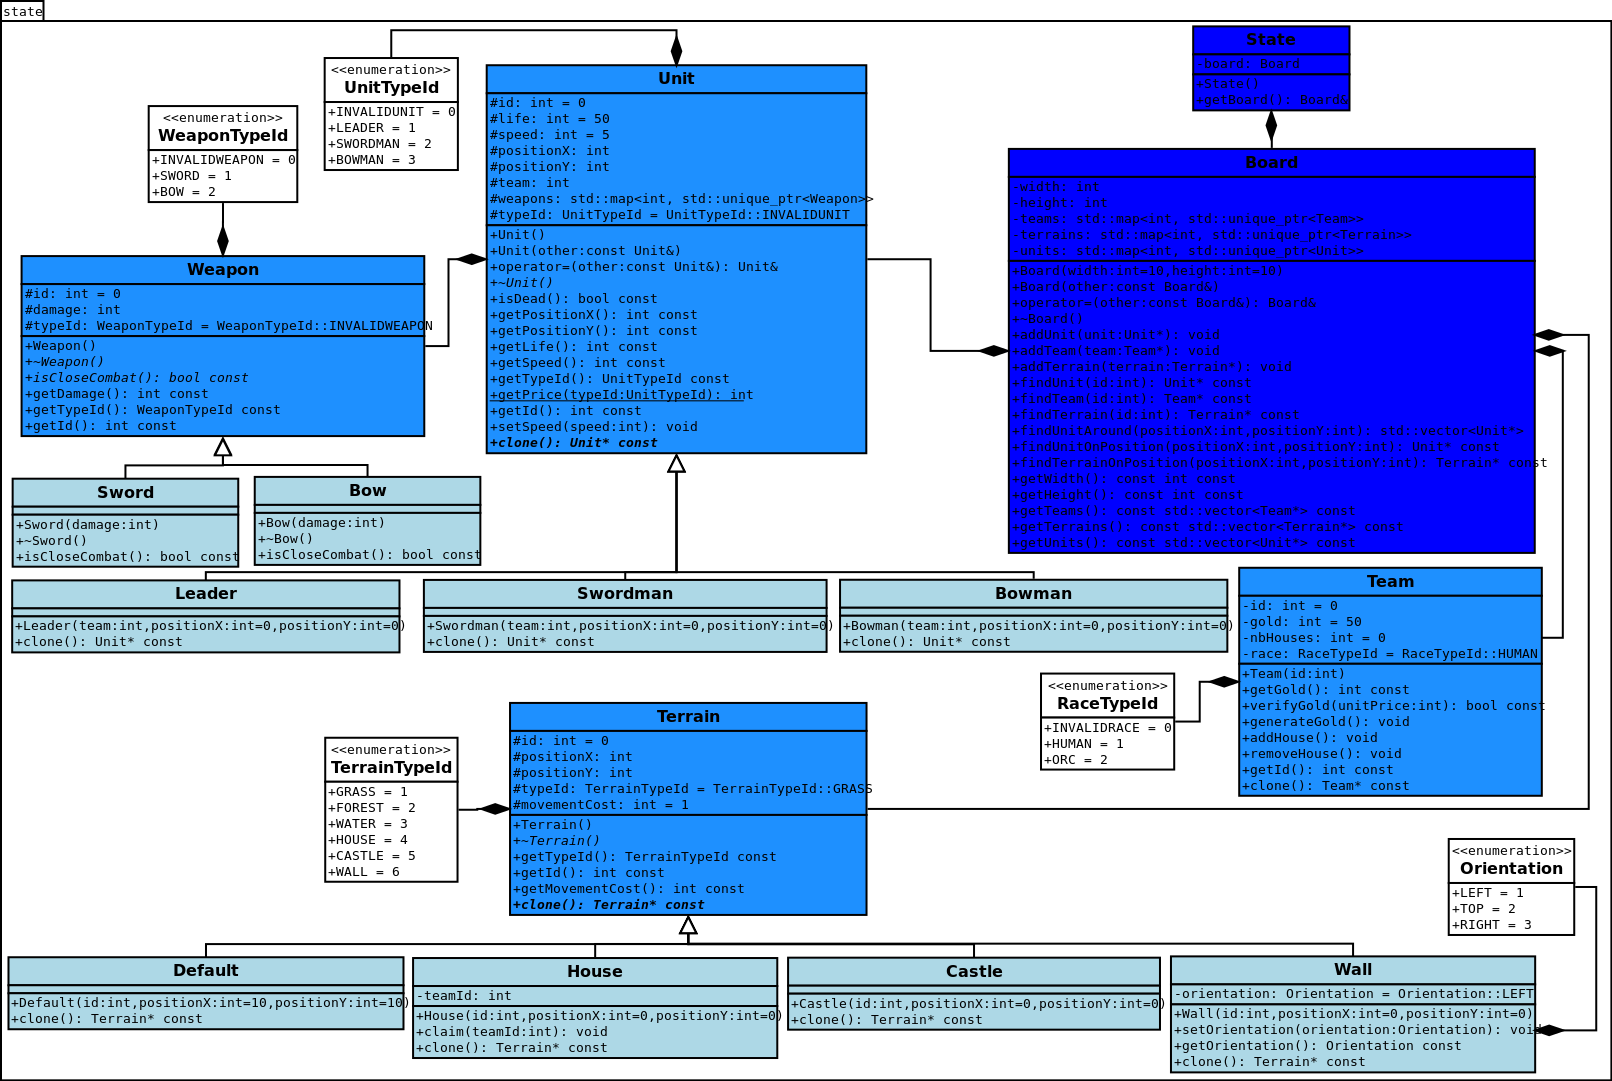 state
<<enumeration>>
UnitTypeId
+INVALIDUNIT = 0
+LEADER = 1
+SWORDMAN = 2
+BOWMAN = 3
<<enumeration>>
WeaponTypeId
+INVALIDWEAPON = 0
+SWORD = 1
+BOW = 2
Unit
#id: int = 0
#life: int = 50
#speed: int = 5
#positionX: int
#positionY: int
#team: int
#weapons: std::map<int, std::unique_ptr<Weapon>>
#typeId: UnitTypeId = UnitTypeId::INVALIDUNIT
+Unit()
+Unit(other:const Unit&)
+operator=(other:const Unit&): Unit&
+~Unit()
+isDead(): bool const
+getPositionX(): int const
+getPositionY(): int const
+getLife(): int const
+getSpeed(): int const
+getTypeId(): UnitTypeId const
+getPrice(typeId:UnitTypeId): int
+getId(): int const
+setSpeed(speed:int): void
+clone(): Unit* const
State
-board: Board
+State()
+getBoard(): Board&
Board
-width: int
-height: int
-teams: std::map<int, std::unique_ptr<Team>>
-terrains: std::map<int, std::unique_ptr<Terrain>>
-units: std::map<int, std::unique_ptr<Unit>>
+Board(width:int=10,height:int=10)
+Board(other:const Board&)
+operator=(other:const Board&): Board&
+~Board()
+addUnit(unit:Unit*): void
+addTeam(team:Team*): void
+addTerrain(terrain:Terrain*): void
+findUnit(id:int): Unit* const
+findTeam(id:int): Team* const
+findTerrain(id:int): Terrain* const
+findUnitAround(positionX:int,positionY:int): std::vector<Unit*>
+findUnitOnPosition(positionX:int,positionY:int): Unit* const
+findTerrainOnPosition(positionX:int,positionY:int): Terrain* const
+getWidth(): const int const
+getHeight(): const int const
+getTeams(): const std::vector<Team*> const
+getTerrains(): const std::vector<Terrain*> const
+getUnits(): const std::vector<Unit*> const
Weapon
#id: int = 0
#damage: int
#typeId: WeaponTypeId = WeaponTypeId::INVALIDWEAPON
+Weapon()
+~Weapon()
+isCloseCombat(): bool const
+getDamage(): int const
+getTypeId(): WeaponTypeId const
+getId(): int const
Sword
+Sword(damage:int)
+~Sword()
+isCloseCombat(): bool const
Bow
+Bow(damage:int)
+~Bow()
+isCloseCombat(): bool const
Leader
+Leader(team:int,positionX:int=0,positionY:int=0)
+clone(): Unit* const
Swordman
+Swordman(team:int,positionX:int=0,positionY:int=0)
+clone(): Unit* const
Bowman
+Bowman(team:int,positionX:int=0,positionY:int=0)
+clone(): Unit* const
Team
-id: int = 0
-gold: int = 50
-nbHouses: int = 0
-race: RaceTypeId = RaceTypeId::HUMAN
+Team(id:int)
+getGold(): int const
+verifyGold(unitPrice:int): bool const
+generateGold(): void
+addHouse(): void
+removeHouse(): void
+getId(): int const
+clone(): Team* const
<<enumeration>>
RaceTypeId
+INVALIDRACE = 0
+HUMAN = 1
+ORC = 2
<<enumeration>>
TerrainTypeId
+GRASS = 1
+FOREST = 2
+WATER = 3
+HOUSE = 4
+CASTLE = 5
+WALL = 6
Terrain
#id: int = 0
#positionX: int
#positionY: int
#typeId: TerrainTypeId = TerrainTypeId::GRASS
#movementCost: int = 1
+Terrain()
+~Terrain()
+getTypeId(): TerrainTypeId const
+getId(): int const
+getMovementCost(): int const
+clone(): Terrain* const
<<enumeration>>
Orientation
+LEFT = 1
+TOP = 2
+RIGHT = 3
Default
+Default(id:int,positionX:int=10,positionY:int=10)
+clone(): Terrain* const
House
-teamId: int
+House(id:int,positionX:int=0,positionY:int=0)
+claim(teamId:int): void
+clone(): Terrain* const
Castle
+Castle(id:int,positionX:int=0,positionY:int=0)
+clone(): Terrain* const
Wall
-orientation: Orientation = Orientation::LEFT
+Wall(id:int,positionX:int=0,positionY:int=0)
+setOrientation(orientation:Orientation): void
+getOrientation(): Orientation const
+clone(): Terrain* const